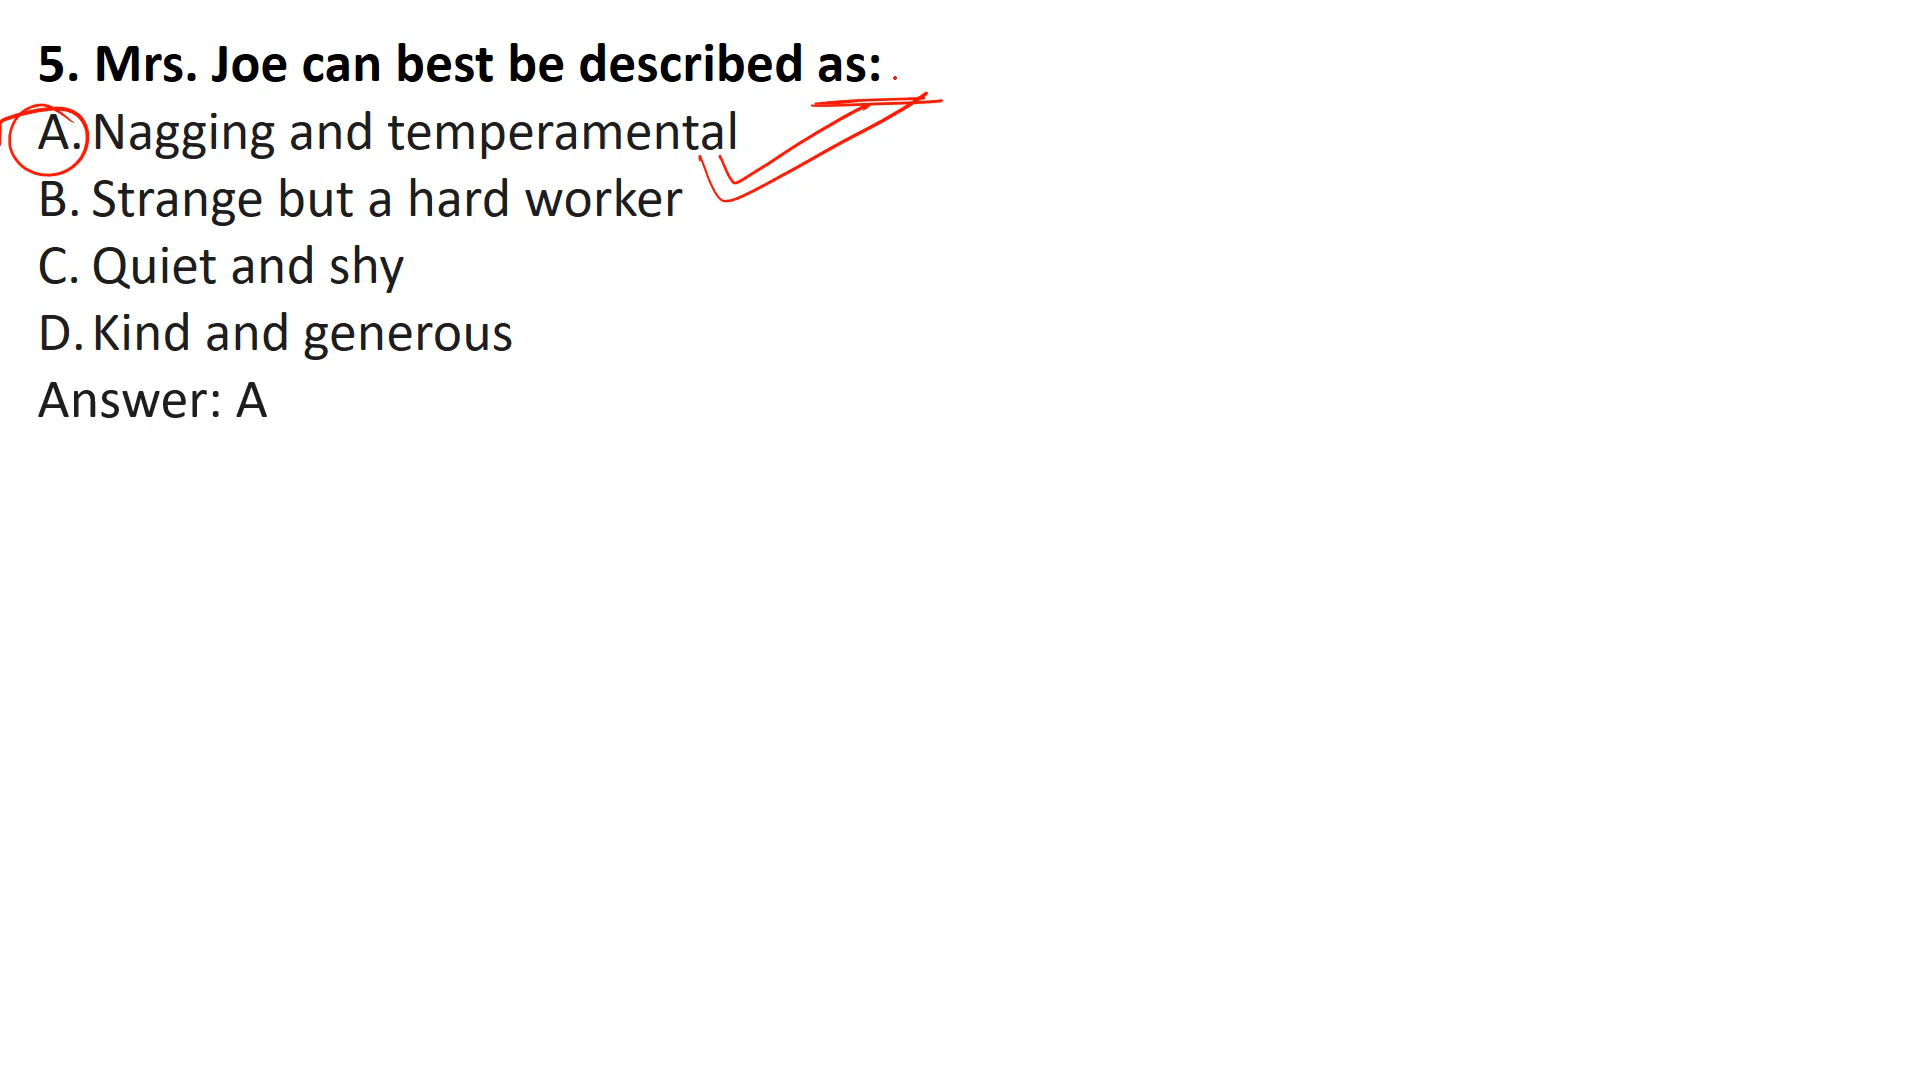 5. Mrs. Joe can best be described as:
A. Nagging and temperamental
B. Strange but a hard worker
C. Quiet and shy
D. Kind and generous
Answer: A